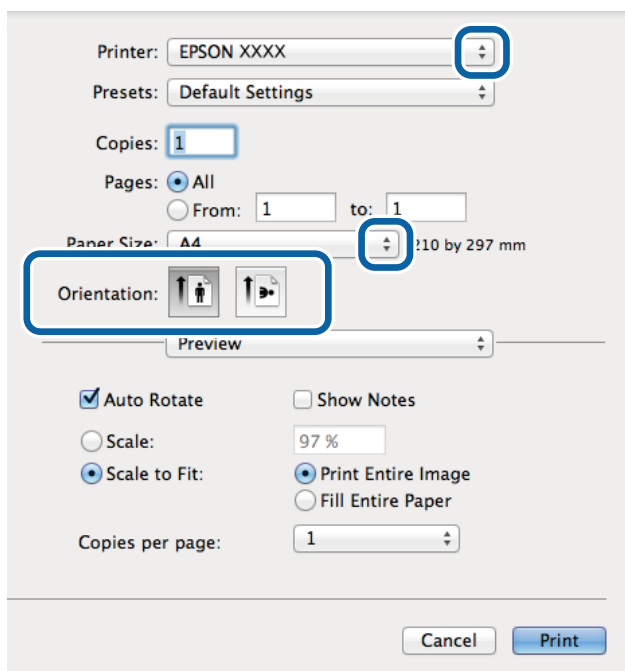 Printer: EPSON XXXX
Presets: Default Settings
Copies: 1
Pages: All
From: 1 to: 1
Paper Size: A4 210 by 297 mm
Orientation:
Preview
Auto Rotate Show Notes
Scale: 97 %
Scale to Fit: Print Entire Image
Fill Entire Paper
Copies per page: 1
Cancel Print